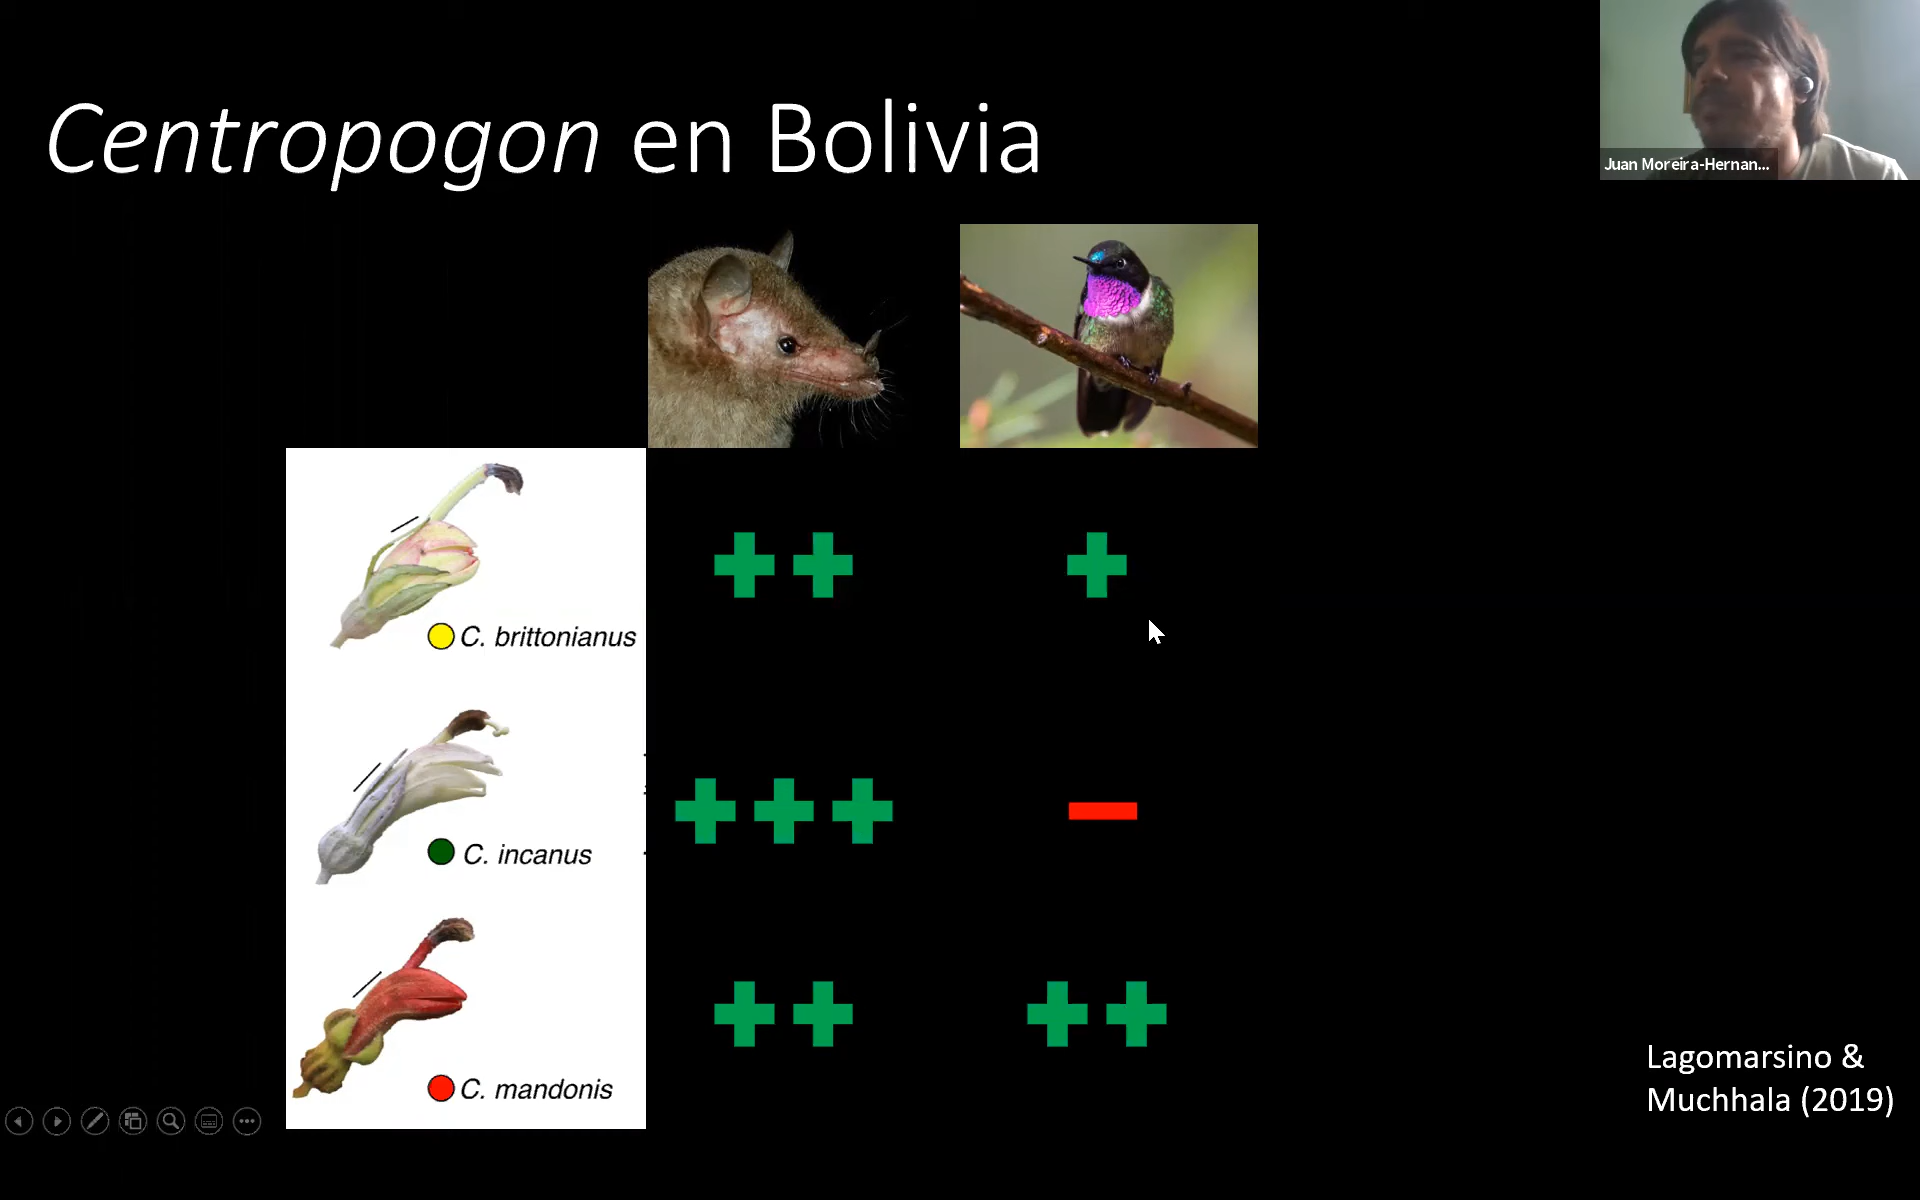 Centropogon en Bolivia
Juan Moreira-Hernan...
C. brittonianus
C. incanus
C. mandonis
Lagomarsino &
Muchhala (2019)